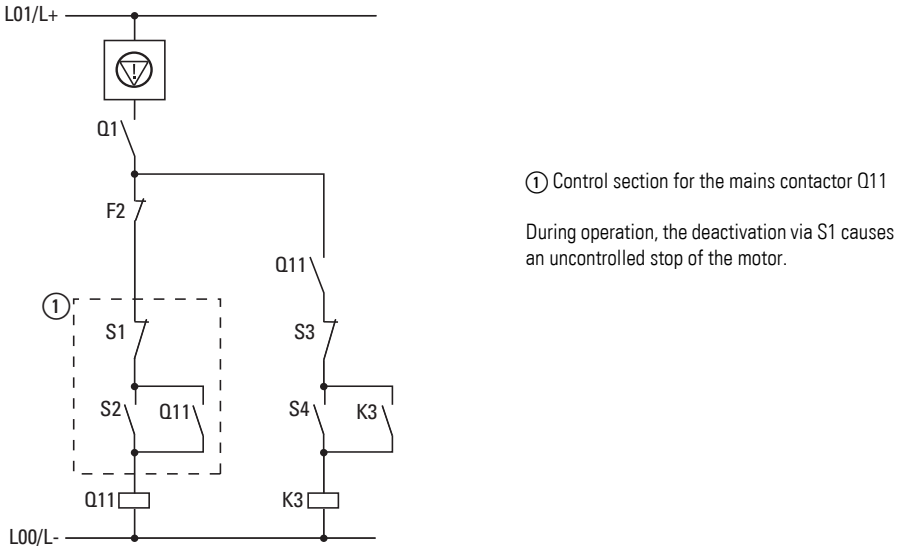 L01/L+
!
Q1
F2
Q11
①
S1
S3
S2
Q11
S4
K3
Q11
K3
L00/L-
① Control section for the mains contactor Q11
During operation, the deactivation via S1 causes
an uncontrolled stop of the motor.